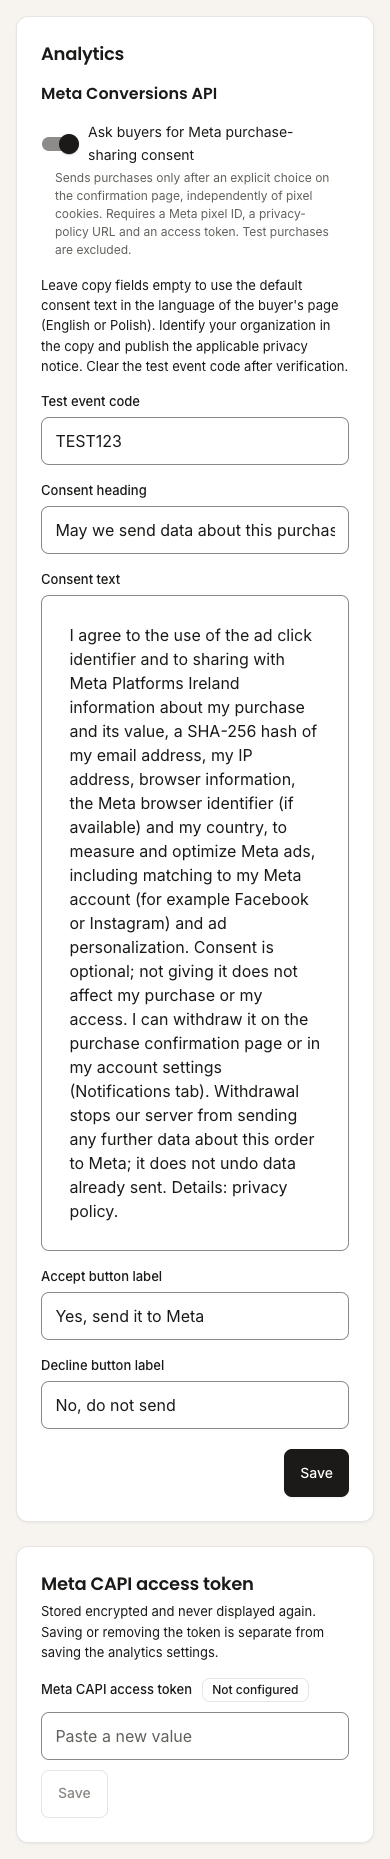 Analytics
Meta Conversions API
Ask buyers for Meta purchase-
sharing consent
Sends purchases only after an explicit choice on
the confirmation page, independently of pixel
cookies. Requires a Meta pixel ID, a privacy-
policy URL and an access token. Test purchases
are excluded.
Leave copy fields empty to use the default
consent text in the language of the buyer's page
(English or Polish). Identify your organization in
the copy and publish the applicable privacy
notice. Clear the test event code after verification.
Test event code
TEST123
Consent heading
May we send data about this purchas
Consent text
I agree to the use of the ad click
identifier and to sharing with
Meta Platforms Ireland
information about my purchase
and its value, a SHA-256 hash of
my email address, my IP
address, browser information,
the Meta browser identifier (if
available) and my country, to
measure and optimize Meta ads,
including matching to my Meta
account (for example Facebook
or Instagram) and ad
personalization. Consent is
optional; not giving it does not
affect my purchase or my
access. I can withdraw it on the
purchase confirmation page or in
my account settings
(Notifications tab). Withdrawal
stops our server from sending
any further data about this order
to Meta; it does not undo data
already sent. Details: privacy
policy.
Accept button label
Yes, send it to Meta
Decline button label
No, do not send
Save
Meta CAPI access token
Stored encrypted and never displayed again.
Saving or removing the token is separate from
saving the analytics settings.
Meta CAPI access token Not configured
Paste a new value
Save